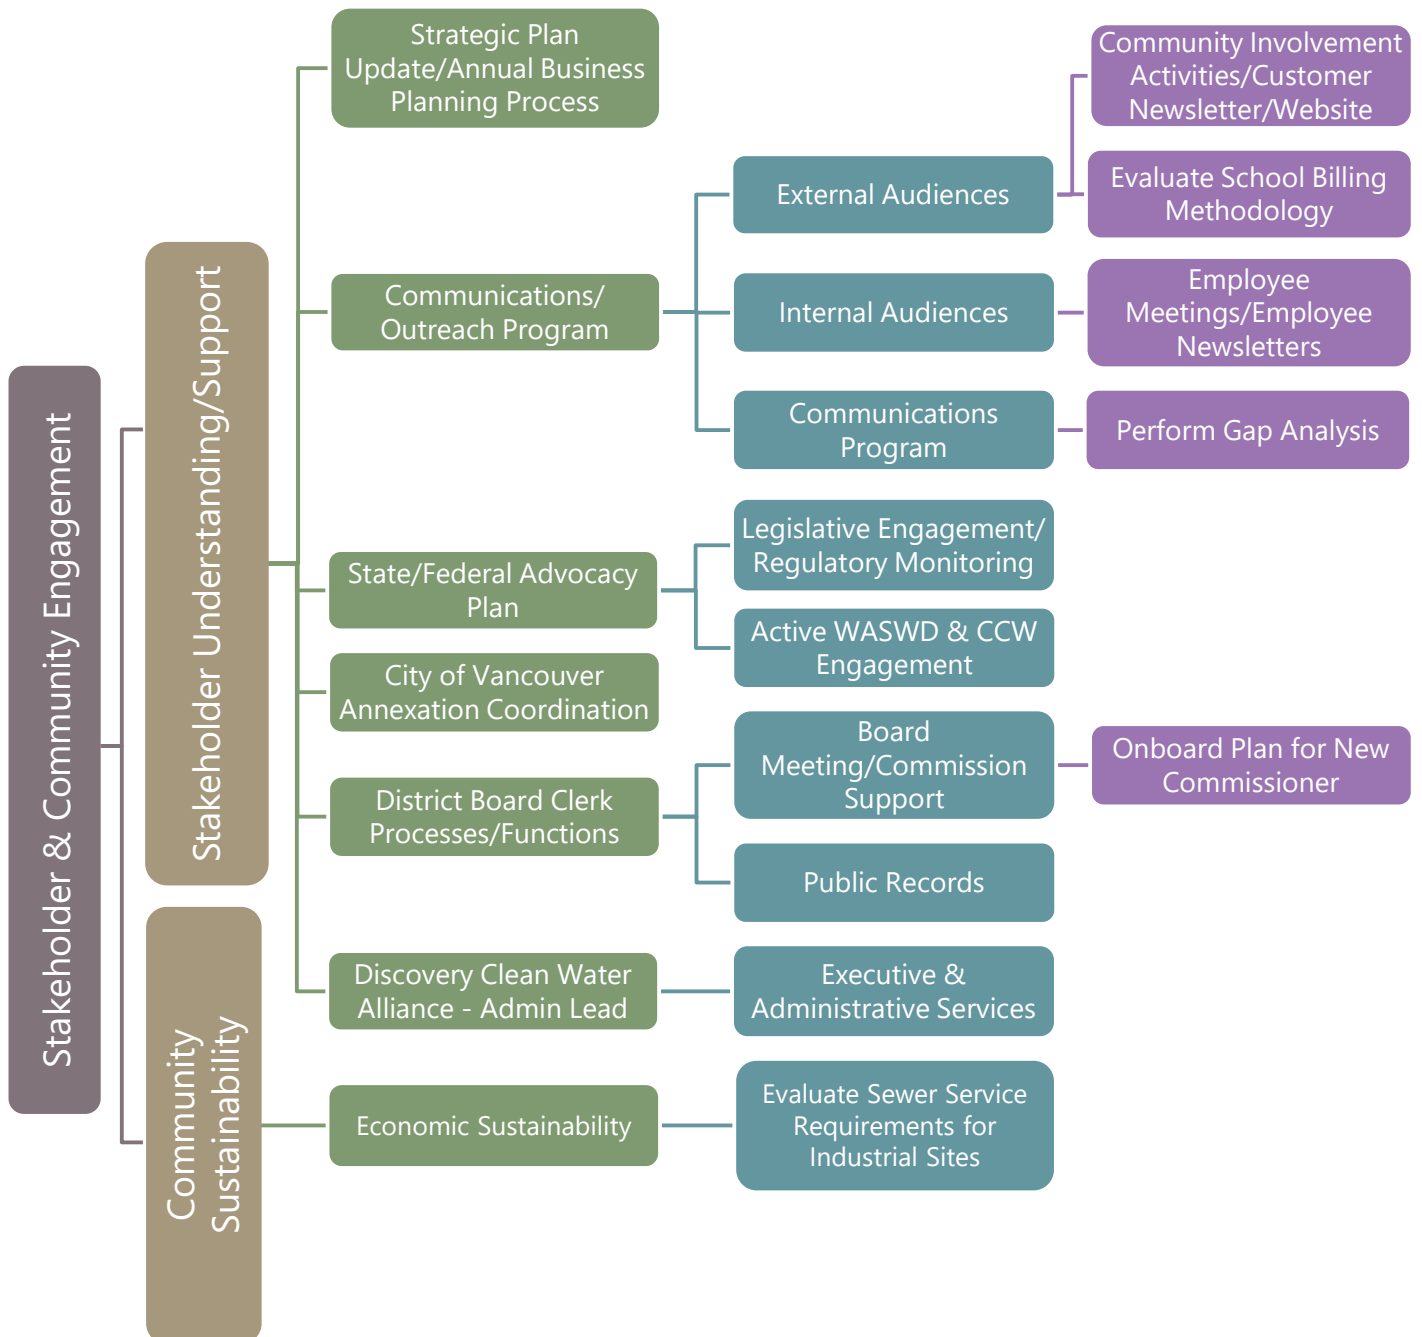 Stakeholder & Community Engagement
Stakeholder Understanding/Support
Strategic Plan
Update/Annual Business
Planning Process
Communications/
Outreach Program
External Audiences
Community Involvement
Activities/Customer
Newsletter/Website
Evaluate School Billing
Methodology
Internal Audiences
Employee
Meetings/Employee
Newsletters
Communications
Program
Perform Gap Analysis
State/Federal Advocacy
Plan
Legislative Engagement/
Regulatory Monitoring
Active WASWD & CCW
Engagement
City of Vancouver
Annexation Coordination
District Board Clerk
Processes/Functions
Board
Meeting/Commission
Support
Onboard Plan for New
Commissioner
Public Records
Discovery Clean Water
Alliance - Admin Lead
Executive &
Administrative Services
Community
Sustainability
Economic Sustainability
Evaluate Sewer Service
Requirements for
Industrial Sites